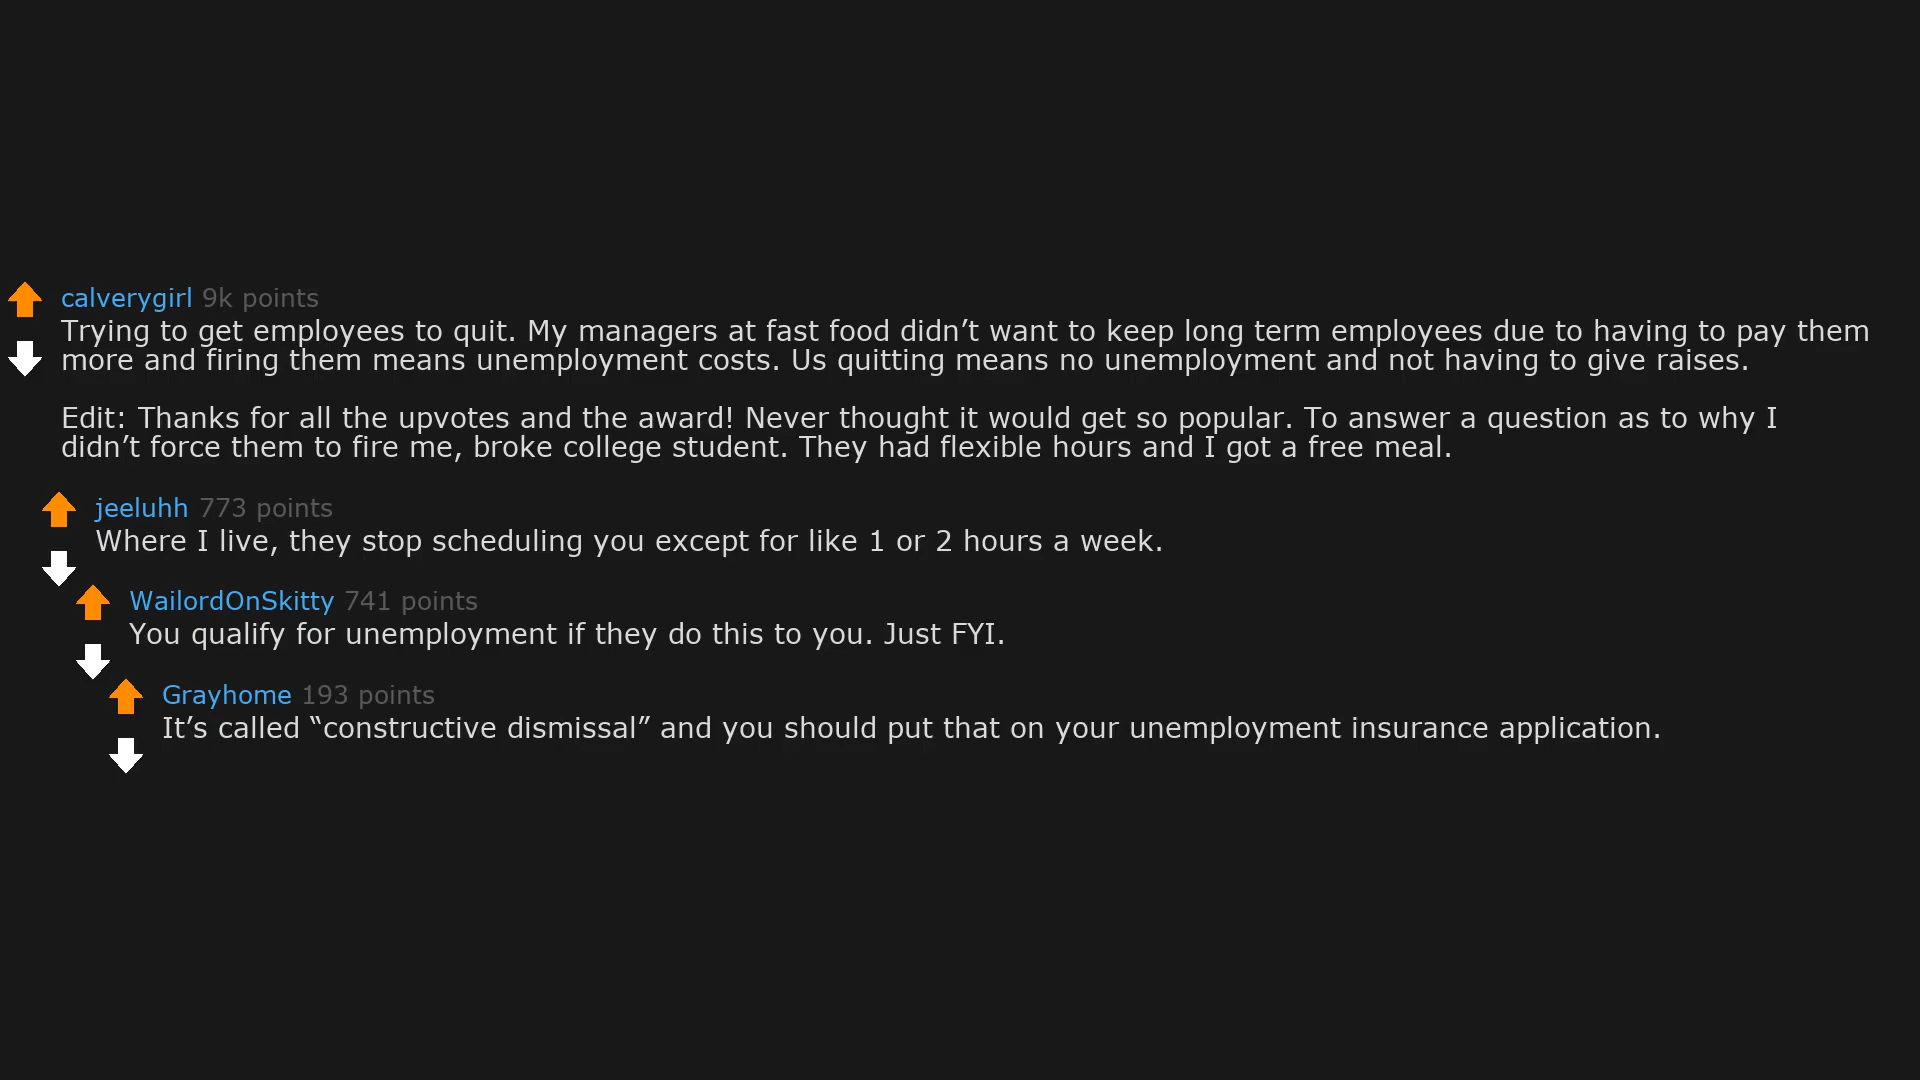 calverygirl 9k points
Trying to get employees to quit. My managers at fast food didn’t want to keep long term employees due to having to pay them
more and firing them means unemployment costs. Us quitting means no unemployment and not having to give raises.
Edit: Thanks for all the upvotes and the award! Never thought it would get so popular. To answer a question as to why I
didn’t force them to fire me, broke college student. They had flexible hours and I got a free meal.
jeeluhh 773 points
Where I live, they stop scheduling you except for like 1 or 2 hours a week.
WailordOnSkitty 741 points
You qualify for unemployment if they do this to you. Just FYI.
Grayhome 193 points
It’s called “constructive dismissal” and you should put that on your unemployment insurance application.